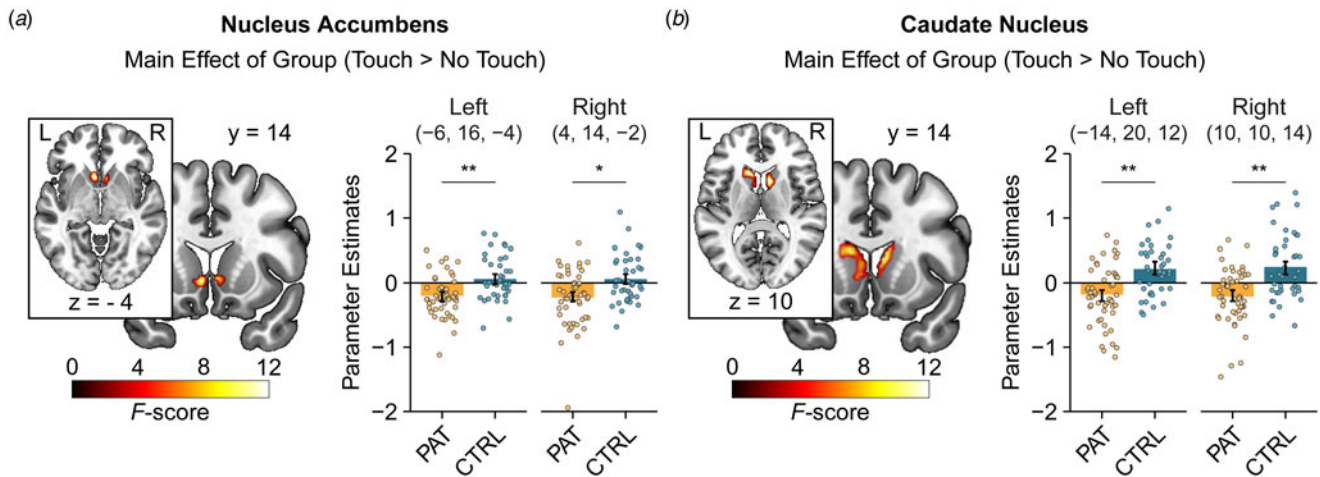 (a)
Nucleus Accumbens
Main Effect of Group (Touch > No Touch)
L R
y = 14
z = - 4
0 4 8 12
F-score
Left Right
(−6, 16, −4) (4, 14, −2)
** *
Parameter Estimates
2
1
0
−1
−2
PAT CTRL PAT CTRL
(b)
Caudate Nucleus
Main Effect of Group (Touch > No Touch)
L R
y = 14
z = 10
0 4 8 12
F-score
Left Right
(−14, 20, 12) (10, 10, 14)
** **
Parameter Estimates
2
1
0
−1
−2
PAT CTRL PAT CTRL